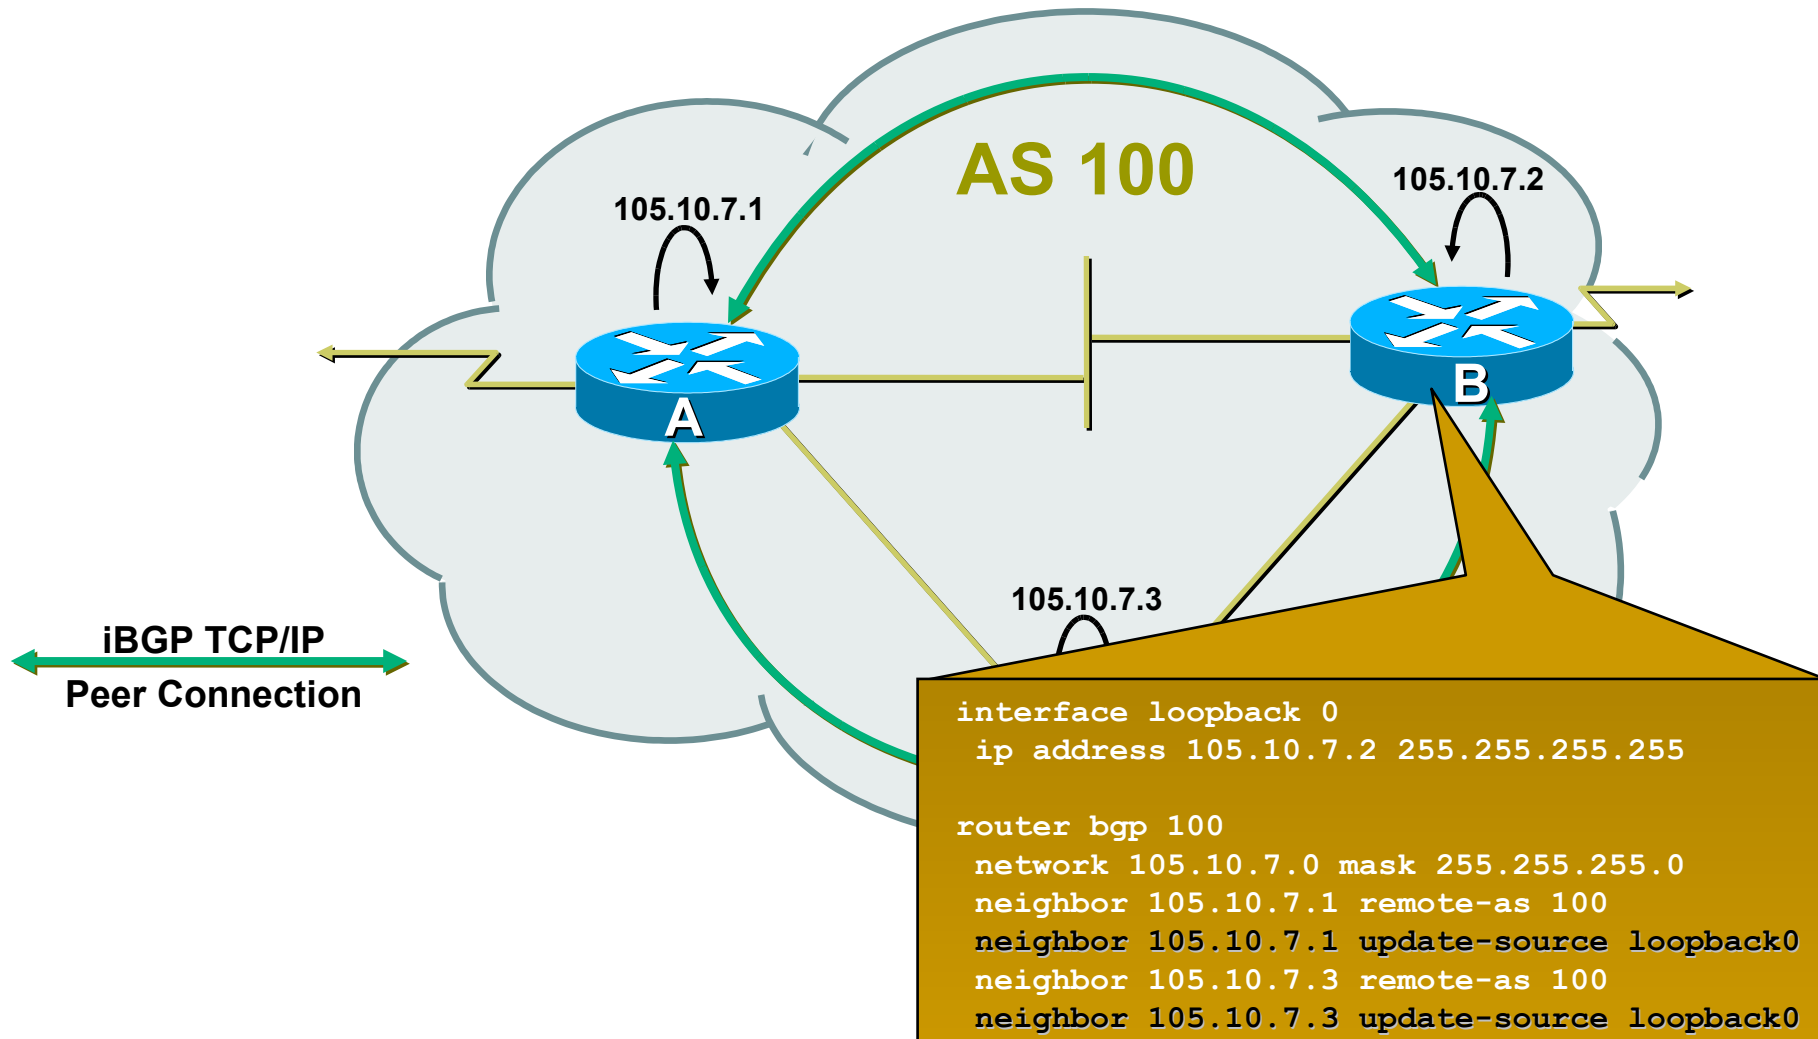 AS 100
105.10.7.2
105.10.7.1
B
A
105.10.7.3
iBGP TCP/IP
Peer Connection
interface loopback 0
ip address 105.10.7.2 255.255.255.255
router bgp 100
network 105.10.7.0 mask 255.255.255.0
neighbor 105.10.7.1 remote-as 100
neighbor 105.10.7.1 update-source loopback0
neighbor 105.10.7.3 remote-as 100
neighbor 105.10.7.3 update-source loopback0